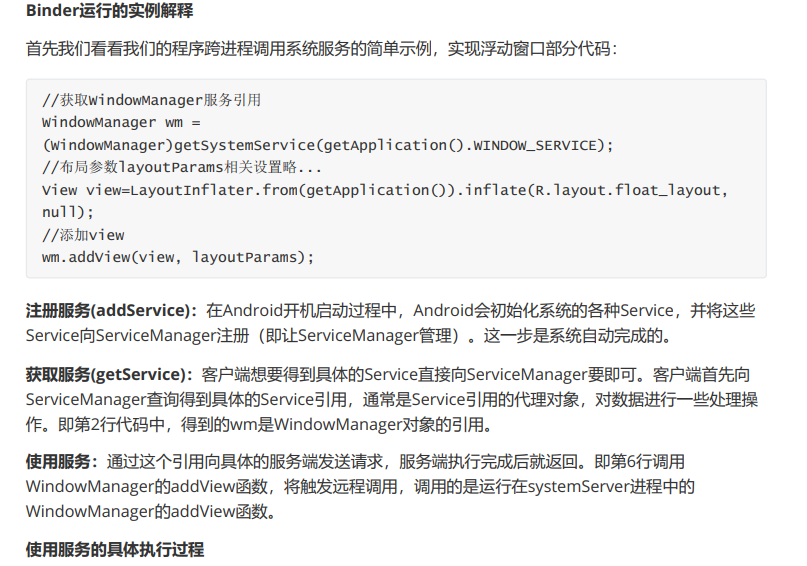 Binder运行的实例解释
首先我们看看我们的程序跨进程调用系统服务的简单示例，实现浮动窗口部分代码：
//获取WindowManager服务引用
WindowManager wm =
(WindowManager)getSystemService(getApplication().WINDOW_SERVICE);
//布局参数layoutParams相关设置略...
View view=LayoutInflater.from(getApplication()).inflate(R.layout.float_layout,
null);
//添加view
wm.addView(view, layoutParams);
注册服务(addService)：在Android开机启动过程中，Android会初始化系统的各种Service，并将这些
Service向ServiceManager注册（即让ServiceManager管理）。这一步是系统自动完成的。
获取服务(getService)：客户端想要得到具体的Service直接向ServiceManager要即可。客户端首先向
ServiceManager查询得到具体的Service引用，通常是Service引用的代理对象，对数据进行一些处理操
作。即第2行代码中，得到的wm是WindowManager对象的引用。
使用服务：通过这个引用向具体的服务端发送请求，服务端执行完成后就返回。即第6行调用
WindowManager的addView函数，将触发远程调用，调用的是运行在systemServer进程中的
WindowManager的addView函数。
使用服务的具体执行过程